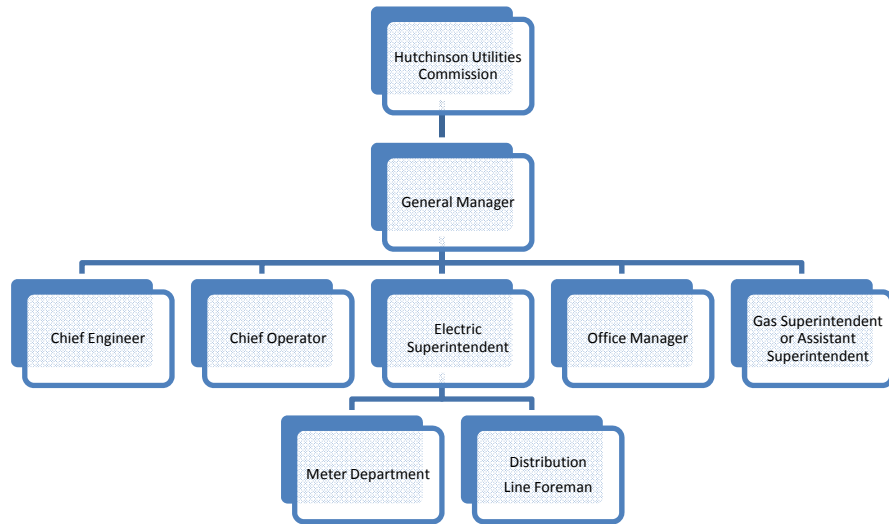 Hutchinson Utilities
Commission
General Manager
Chief Engineer
Chief Operator
Electric
Superintendent
Office Manager
Gas Superintendent
or Assistant
Superintendent
Meter Department
Distribution
Line Foreman